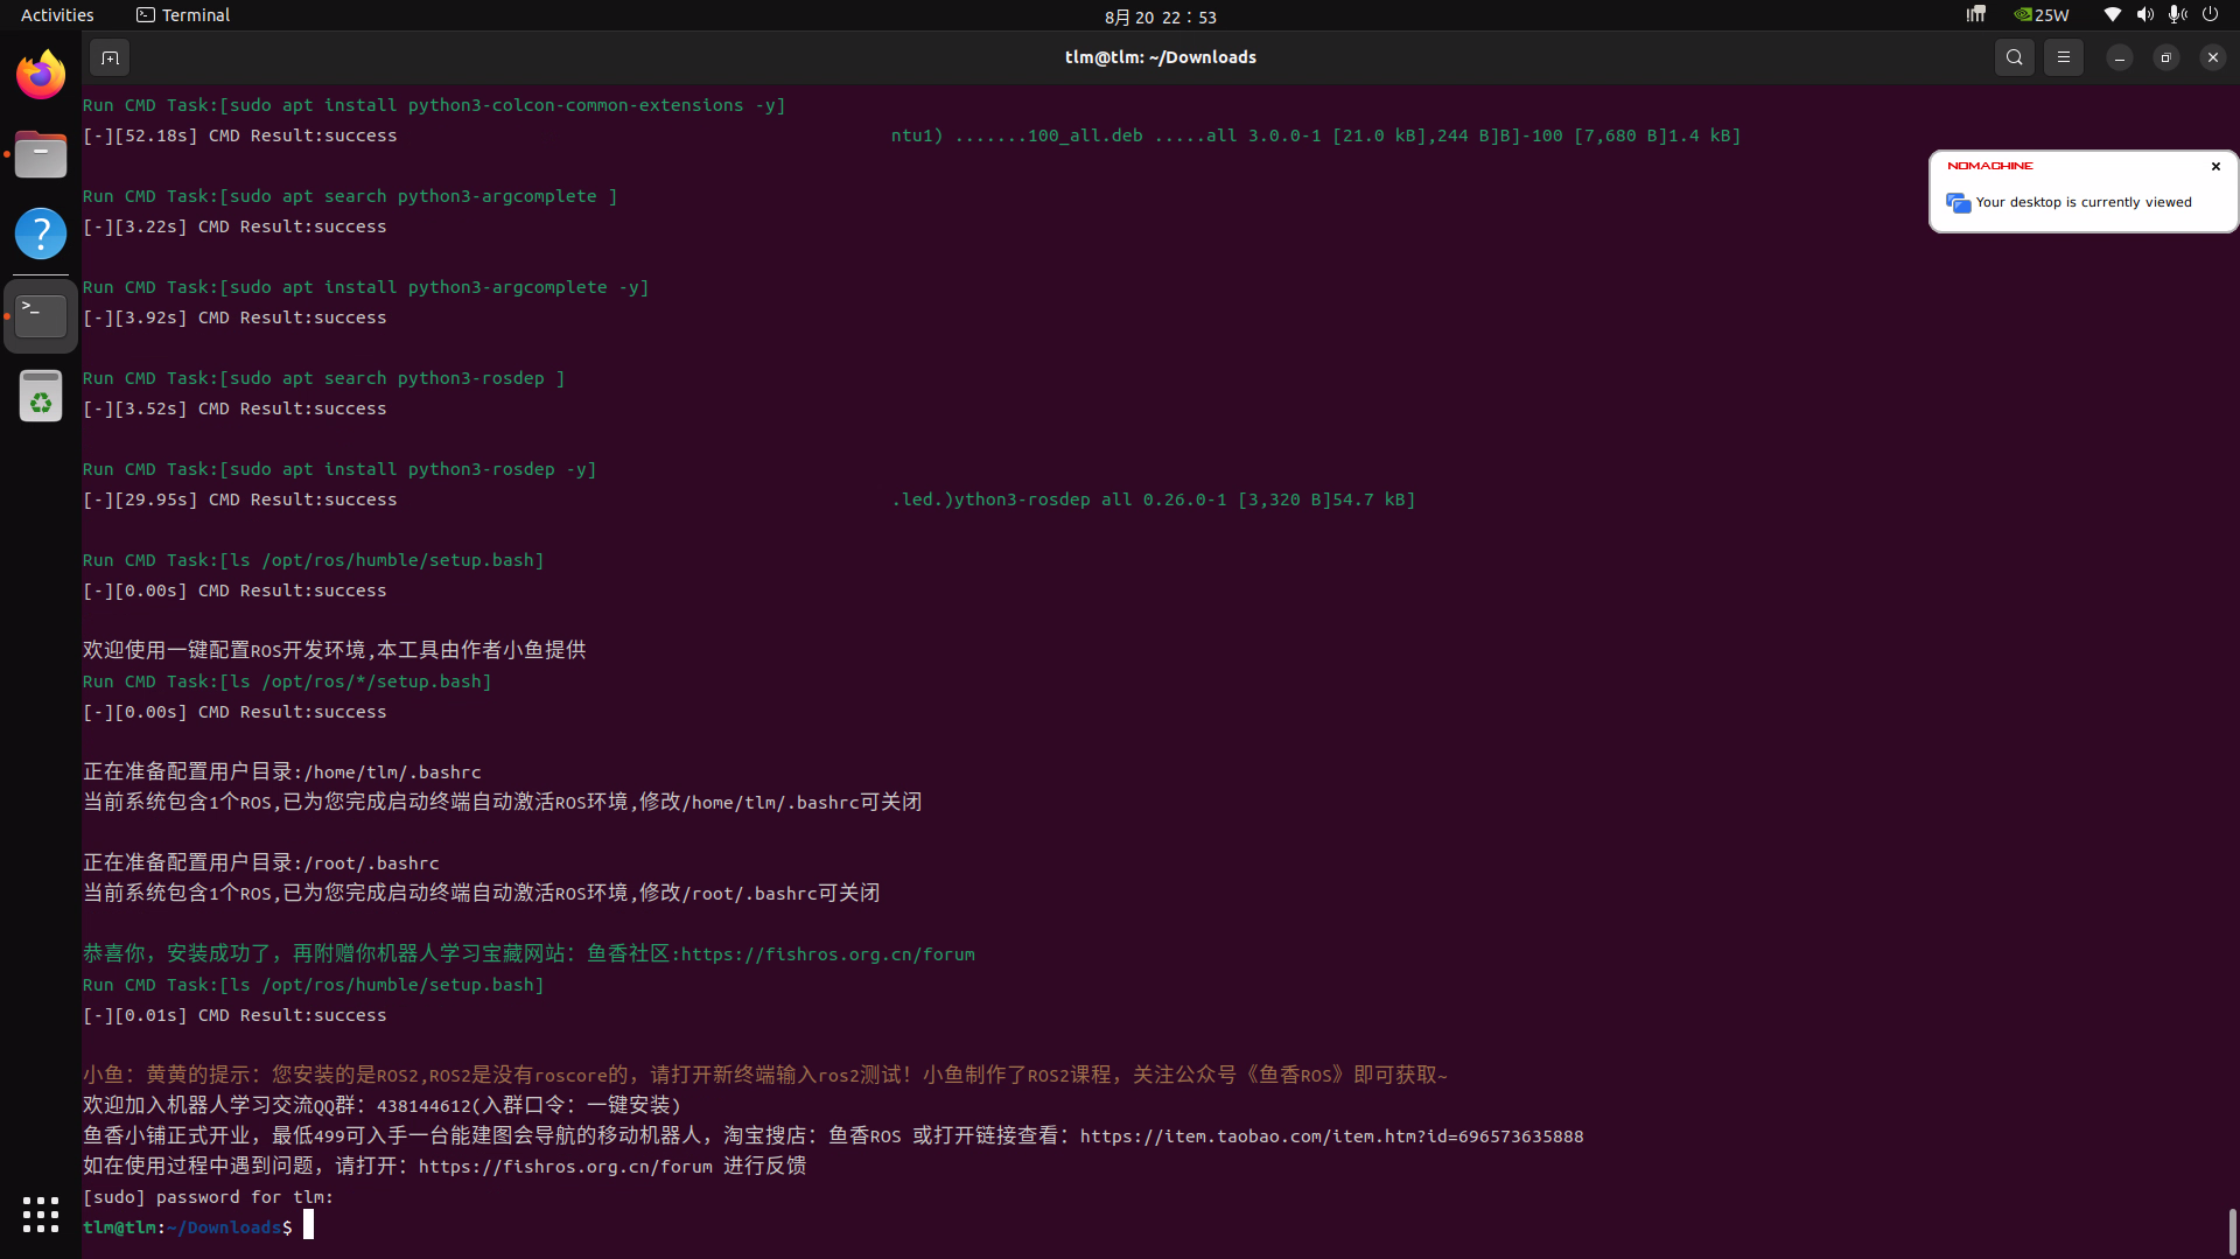 Activities
Terminal
8月 20 22：53
25W
tlm@tlm: ~/Downloads
Run CMD Task:[sudo apt install python3-colcon-common-extensions -y]
[-][52.18s] CMD Result:success ntu1) .......100_all.deb .....all 3.0.0-1 [21.0 kB],244 B]B]-100 [7,680 B]1.4 kB]
NOMACHINE
Your desktop is currently viewed
Run CMD Task:[sudo apt search python3-argcomplete ]
[-][3.22s] CMD Result:success
Run CMD Task:[sudo apt install python3-argcomplete -y]
[-][3.92s] CMD Result:success
Run CMD Task:[sudo apt search python3-rosdep ]
[-][3.52s] CMD Result:success
Run CMD Task:[sudo apt install python3-rosdep -y]
[-][29.95s] CMD Result:success .led.)ython3-rosdep all 0.26.0-1 [3,320 B]54.7 kB]
Run CMD Task:[ls /opt/ros/humble/setup.bash]
[-][0.00s] CMD Result:success
欢迎使用一键配置ROS开发环境,本工具由作者小鱼提供
Run CMD Task:[ls /opt/ros/*/setup.bash]
[-][0.00s] CMD Result:success
正在准备配置用户目录:/home/tlm/.bashrc
当前系统包含1个ROS,已为您完成启动终端自动激活ROS环境,修改/home/tlm/.bashrc可关闭
正在准备配置用户目录:/root/.bashrc
当前系统包含1个ROS,已为您完成启动终端自动激活ROS环境,修改/root/.bashrc可关闭
恭喜你，安装成功了，再附赠你机器人学习宝藏网站：鱼香社区:https://fishros.org.cn/forum
Run CMD Task:[ls /opt/ros/humble/setup.bash]
[-][0.01s] CMD Result:success
小鱼：黄黄的提示：您安装的是ROS2,ROS2是没有roscore的，请打开新终端输入ros2测试！小鱼制作了ROS2课程，关注公众号《鱼香ROS》即可获取~
欢迎加入机器人学习交流QQ群：438144612(入群口令：一键安装)
鱼香小铺正式开业，最低499可入手一台能建图会导航的移动机器人，淘宝搜店：鱼香ROS 或打开链接查看：https://item.taobao.com/item.htm?id=696573635888
如在使用过程中遇到问题，请打开：https://fishros.org.cn/forum 进行反馈
[sudo] password for tlm:
tlm@tlm:~/Downloads$